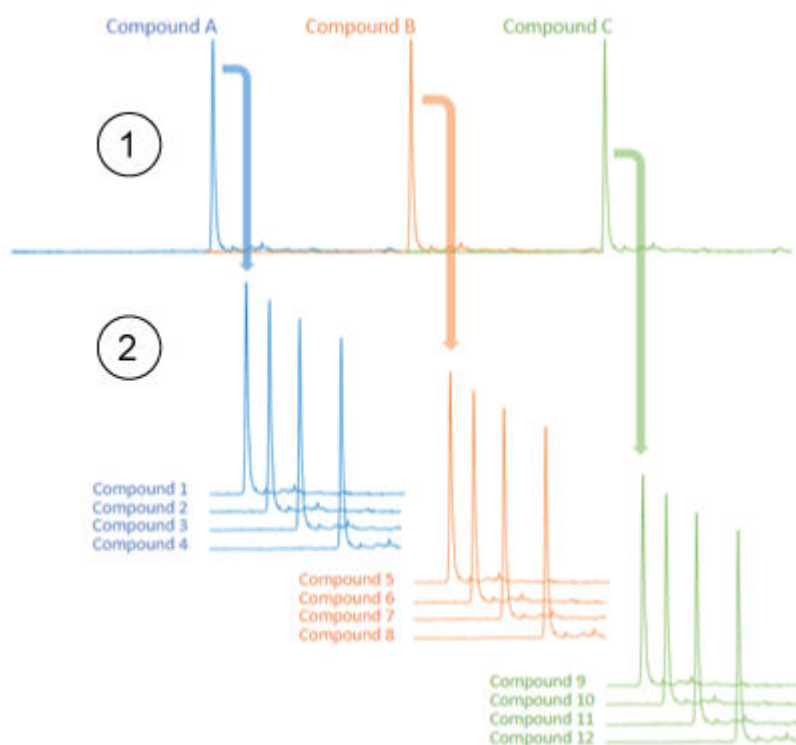 Compound A
Compound B
Compound C
1
2
Compound 1
Compound 2
Compound 3
Compound 4
Compound 5
Compound 6
Compound 7
Compound 8
Compound 9
Compound 10
Compound 11
Compound 12